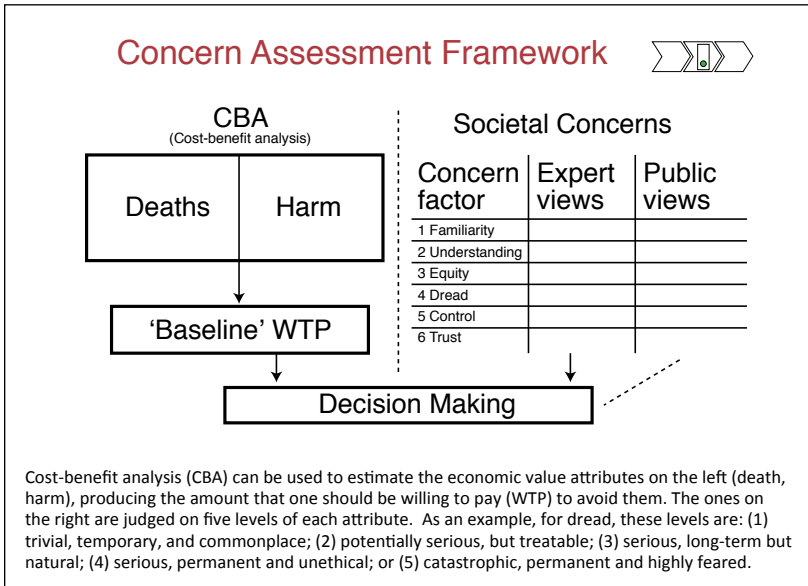 Concern Assessment Framework
CBA
(Cost-benefit analysis)
Deaths
Harm
'Baseline' WTP
Societal Concerns
Concern factor
Expert views
Public views
1 Familiarity
2 Understanding
3 Equity
4 Dread
5 Control
6 Trust
Decision Making
Cost-benefit analysis (CBA) can be used to estimate the economic value attributes on the left (death,
harm), producing the amount that one should be willing to pay (WTP) to avoid them. The ones on
the right are judged on five levels of each attribute.  As an example, for dread, these levels are: (1)
trivial, temporary, and commonplace; (2) potentially serious, but treatable; (3) serious, long-term but
natural; (4) serious, permanent and unethical; or (5) catastrophic, permanent and highly feared.